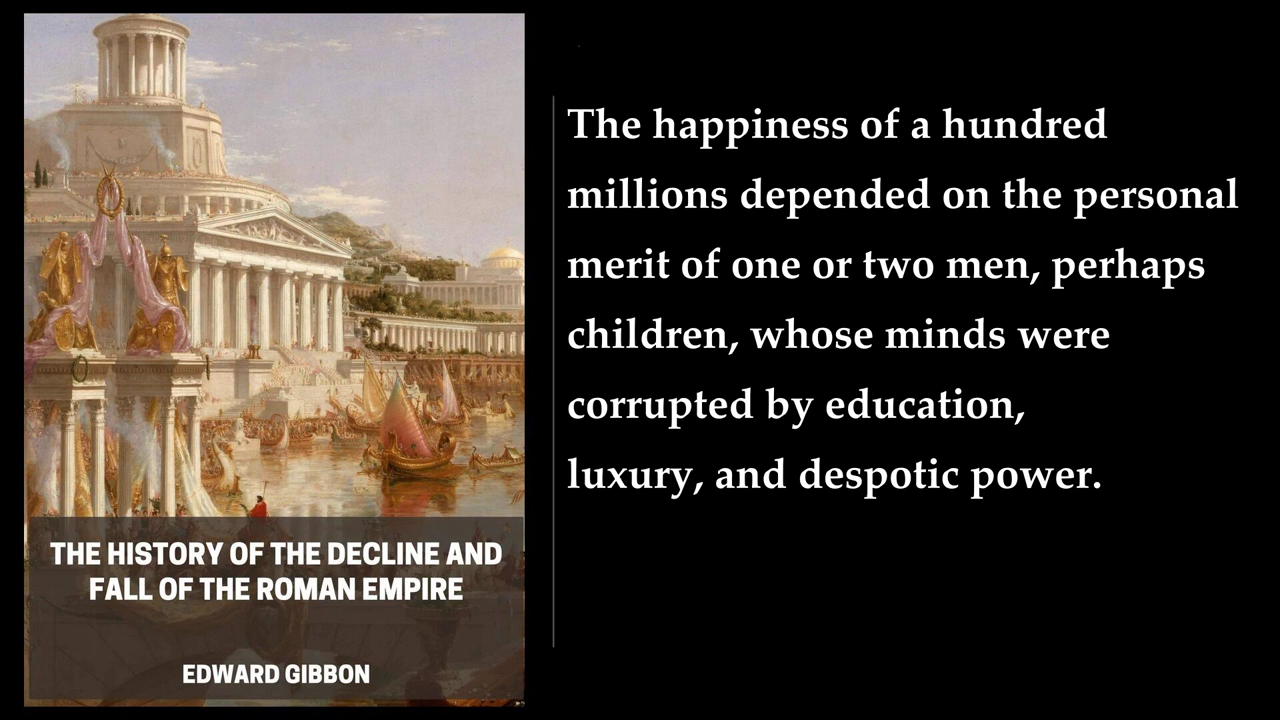 The happiness of a hundred
millions depended on the personal
merit of one or two men, perhaps
children, whose minds were
corrupted by education,
luxury, and despotic power.
THE HISTORY OF THE DECLINE AND
FALL OF THE ROMAN EMPIRE
EDWARD GIBBON